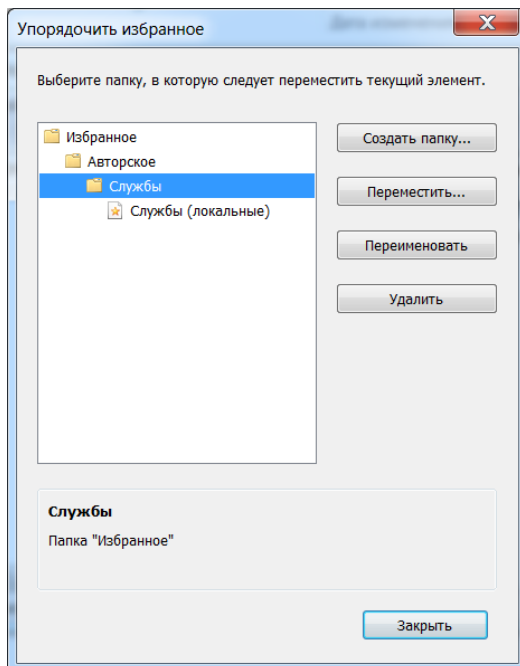 Упорядочить избранное
Выберите папку, в которую следует переместить текущий элемент.
Избранное
Создать папку...
Авторское
Службы
Переместить...
Службы (локальные)
Переименовать
Удалить
Службы
Папка "Избранное"
Закрыть